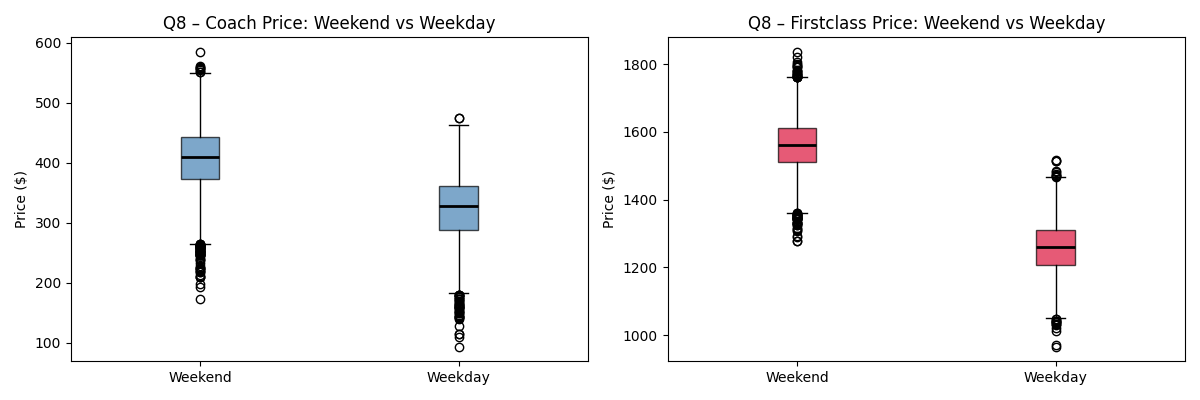 Q8 – Coach Price: Weekend vs Weekday
Price ($)
600
500
400
300
200
100
Weekend
Weekday
Q8 – Firstclass Price: Weekend vs Weekday
Price ($)
1800
1600
1400
1200
1000
Weekend
Weekday